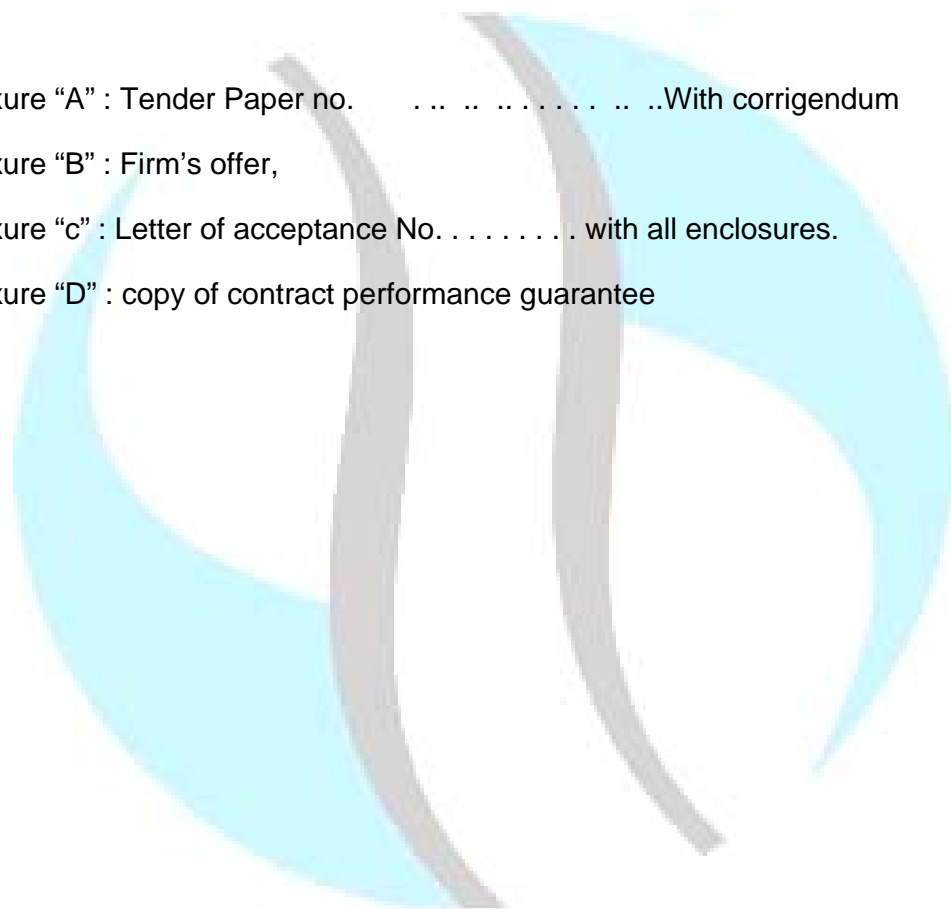 xure “A” : Tender Paper no. . .. .. .. . . . . . .. ..With corrigendum
xure “B” : Firm’s offer,
xure “c” : Letter of acceptance No. . . . . . . . . with all enclosures.
xure “D” : copy of contract performance guarantee